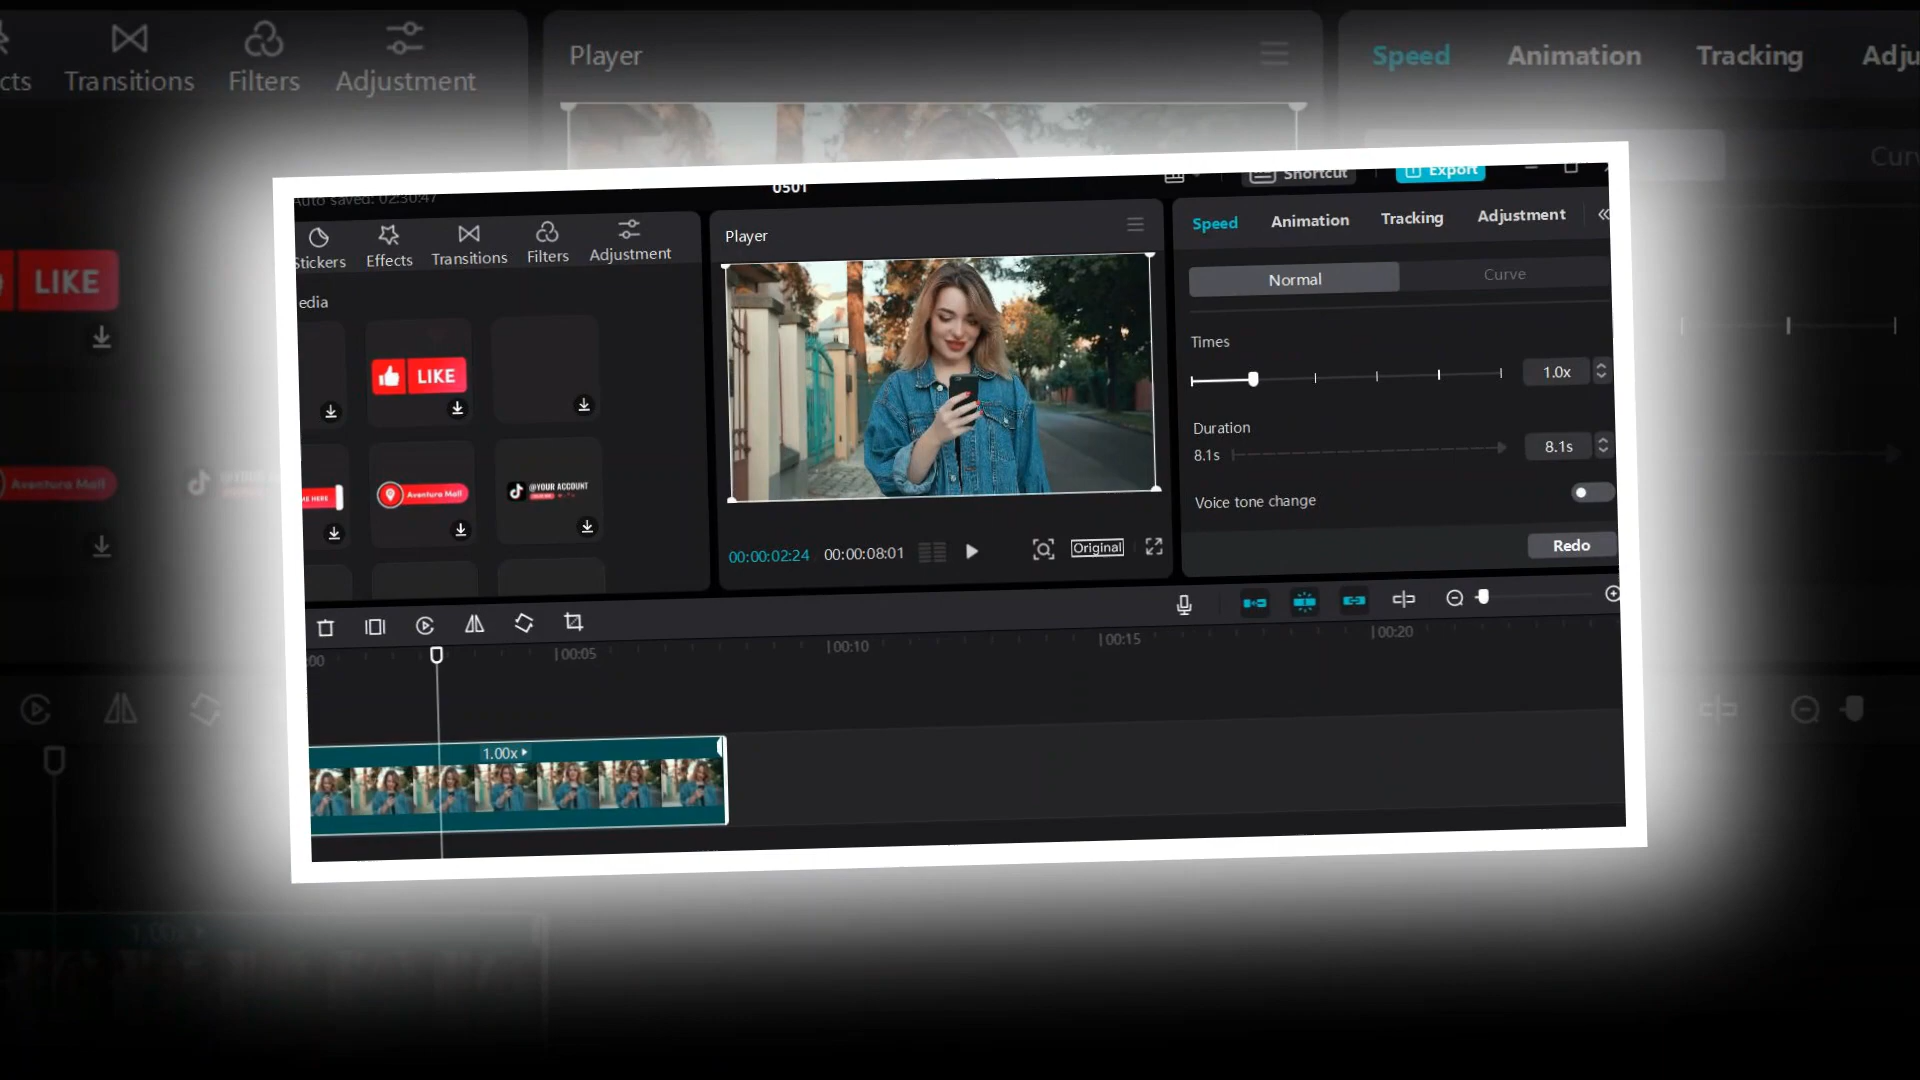 cts
Transitions
Filters
Adjustment
Player
Speed
Animation
Tracking
Adju
Curv
LIKE
Aventura Mall
1.00x
Auto saved: 02:30:47
0501
Shortcut
Export
Stickers
Effects
Transitions
Filters
Adjustment
edia
LIKE
ME HERE
Aventura Mall
@YOUR ACCOUNT
Player
00:00:02:24
00:00:08:01
Original
Speed
Animation
Tracking
Adjustment
Normal
Curve
Times
1.0x
Duration
8.1s
8.1s
Voice tone change
Redo
:00
00:05
00:10
00:15
00:20
1.00x